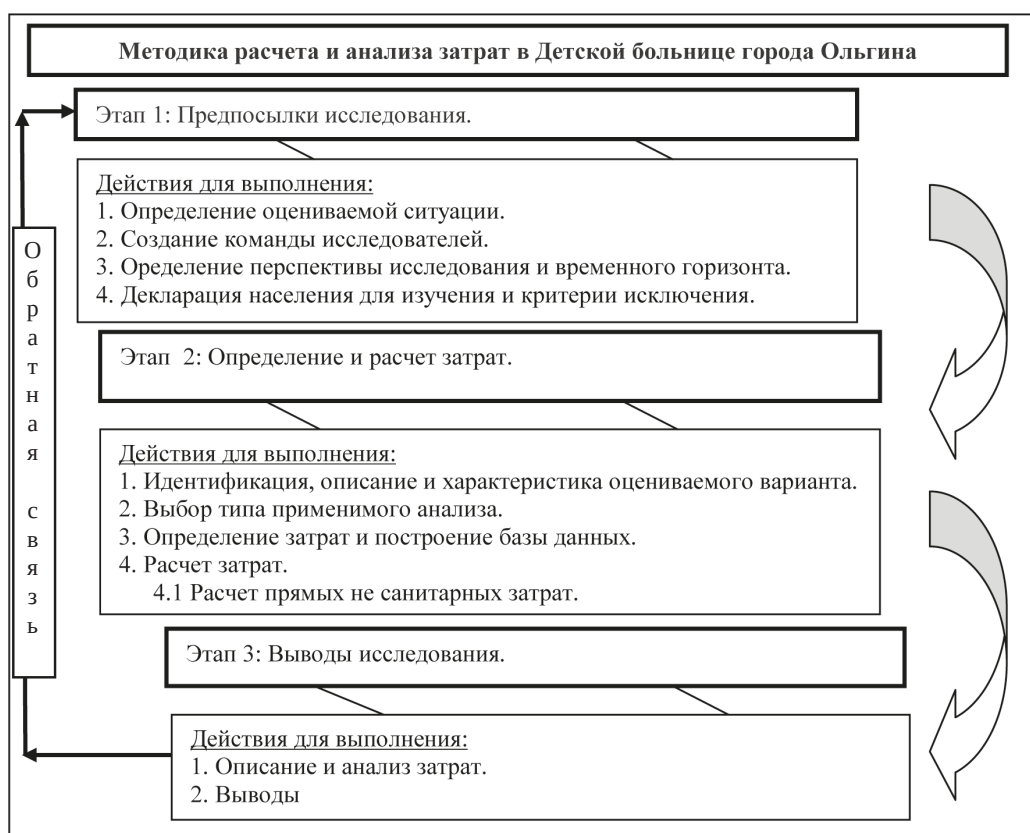 Методика расчета и анализа затрат в Детской больнице города Ольгина
Этап 1: Предпосылки исследования.
Действия для выполнения:
1. Определение оцениваемой ситуации.
2. Создание команды исследователей.
3. Оределение перспективы исследования и временного горизонта.
4. Декларация населения для изучения и критерии исключения.
Этап 2: Определение и расчет затрат.
Действия для выполнения:
1. Идентификация, описание и характеристика оцениваемого варианта.
2. Выбор типа применимого анализа.
3. Определение затрат и построение базы данных.
4. Расчет затрат.
4.1 Расчет прямых не санитарных затрат.
Этап 3: Выводы исследования.
Действия для выполнения:
1. Описание и анализ затрат.
2. Выводы
Обратная связь